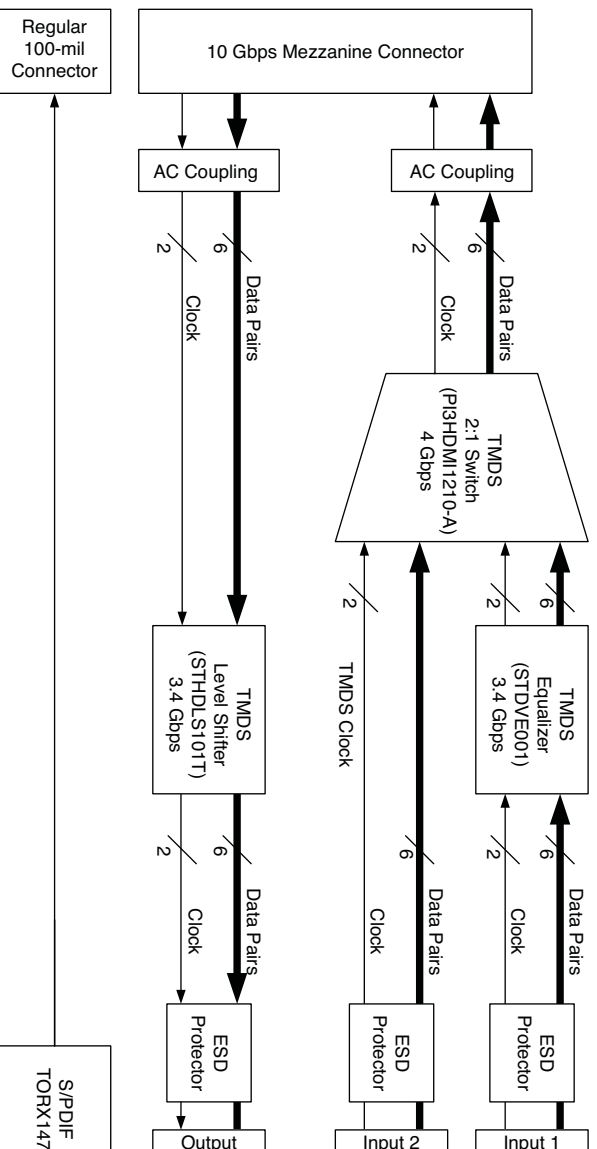 Regular
100-mil
Connector
10 Gbps Mezzanine Connector
AC Coupling
AC Coupling
2
6
Clock
Data Pairs
2
6
Clock
Data Pairs
TMDS
2:1 Switch
(PI3HDMI1210-A)
4 Gbps
2
TMDS Clock
2
6
TMDS
Level Shifter
(STHDLS101T)
3.4 Gbps
TMDS
Equalizer
(STDVE001)
3.4 Gbps
2
6
Clock
Data Pairs
6
Clock
Data Pairs
2
6
Clock
Data Pairs
ESD
Protector
ESD
Protector
ESD
Protector
S/PDIF
TORX147
Output
Input 2
Input 1